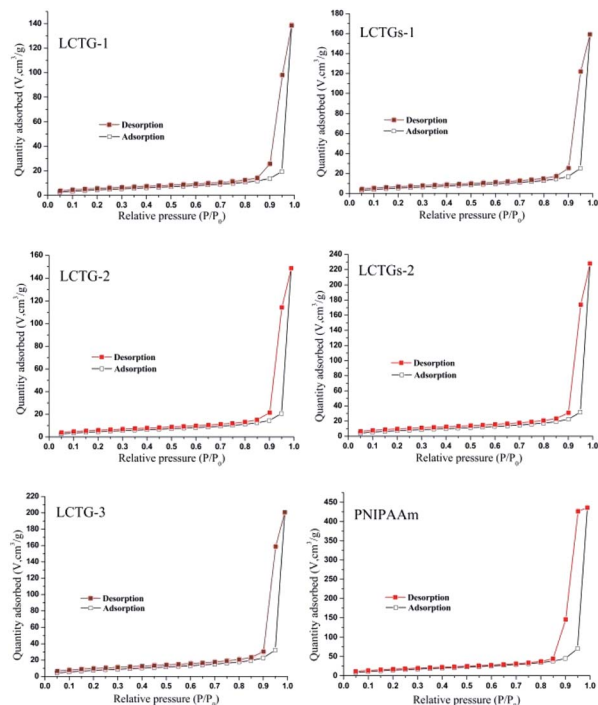 LCTG-1
Quantity adsorbed (V,cm³/g)
140
120
100
80
60
40
20
0
Desorption
Adsorption
0.0 0.1 0.2 0.3 0.4 0.5 0.6 0.7 0.8 0.9 1.0
Relative pressure (P/P₀)
LCTGs-1
Quantity adsorbed (V,cm³/g)
180
160
140
120
100
80
60
40
20
0
Desorption
Adsorption
0.0 0.1 0.2 0.3 0.4 0.5 0.6 0.7 0.8 0.9 1.0
Relative pressure (P/P₀)
LCTG-2
Quantity adsorbed (V,cm³/g)
160
140
120
100
80
60
40
20
0
Desorption
Adsorption
0.0 0.1 0.2 0.3 0.4 0.5 0.6 0.7 0.8 0.9 1.0
Relative pressure (P/P₀)
LCTGs-2
Quantity adsorbed (V,cm³/g)
240
220
200
180
160
140
120
100
80
60
40
20
0
Desorption
Adsorption
0.0 0.1 0.2 0.3 0.4 0.5 0.6 0.7 0.8 0.9 1.0
Relative pressure (P/P₀)
LCTG-3
Quantity adsorbed (V,cm³/g)
220
200
180
160
140
120
100
80
60
40
20
0
Desorption
Adsorption
0.0 0.1 0.2 0.3 0.4 0.5 0.6 0.7 0.8 0.9 1.0
Relative pressure (P/P₀)
PNIPAAm
Quantity adsorbed (V,cm³/g)
450
400
350
300
250
200
150
100
50
0
Desorption
Adsorption
0.0 0.1 0.2 0.3 0.4 0.5 0.6 0.7 0.8 0.9 1.0
Relative pressure (P/P₀)